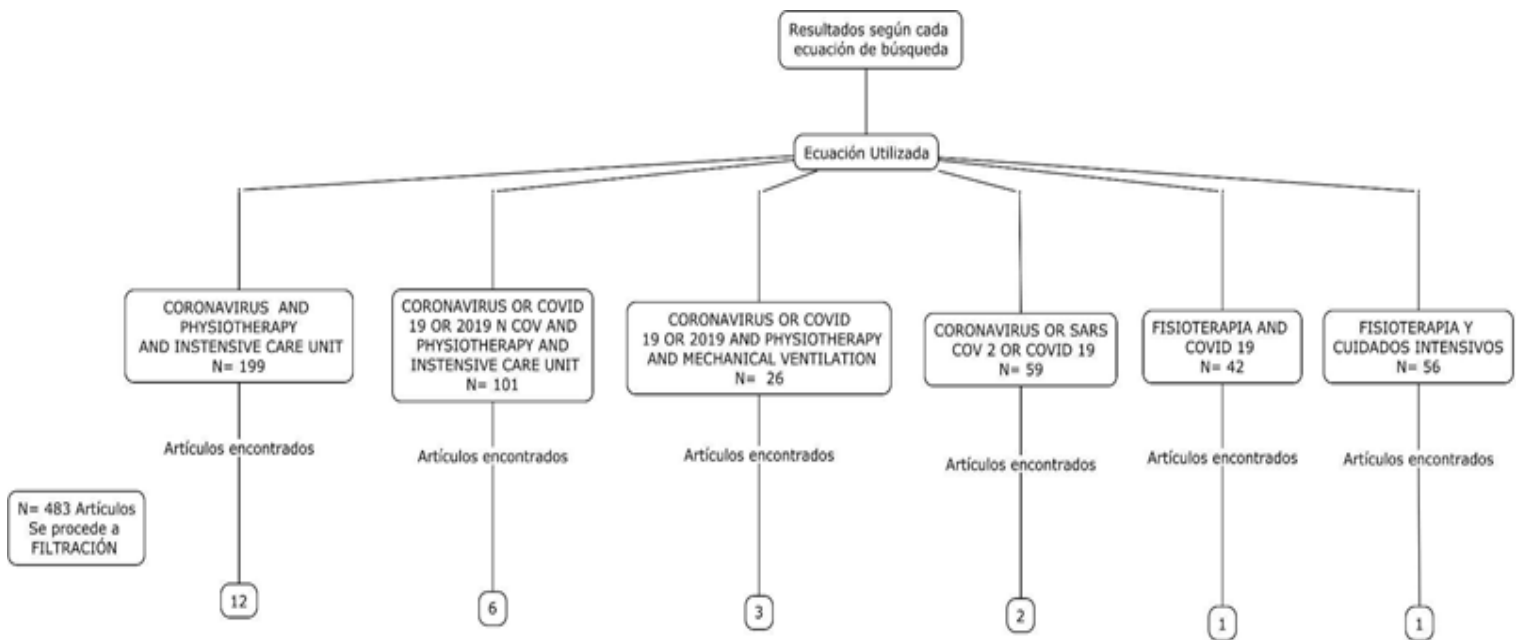 Resultados según cada
ecuación de búsqueda
Ecuación Utilizada
CORONAVIRUS AND
PHYSIOTHERAPY
AND INSTENSIVE CARE UNIT
N= 199
CORONAVIRUS OR COVID
19 OR 2019 N COV AND
PHYSIOTHERAPY AND
INSTENSIVE CARE UNIT
N= 101
CORONAVIRUS OR COVID
19 OR 2019 AND PHYSIOTHERAPY
AND MECHANICAL VENTILATION
N= 26
CORONAVIRUS OR SARS
COV 2 OR COVID 19
N= 59
FISIOTERAPIA AND
COVID 19
N= 42
FISIOTERAPIA Y
CUIDADOS INTENSIVOS
N= 56
Artículos encontrados
Artículos encontrados
Artículos encontrados
Artículos encontrados
Artículos encontrados
Artículos encontrados
N= 483 Artículos
Se procede a
FILTRACIÓN
12
6
3
2
1
1